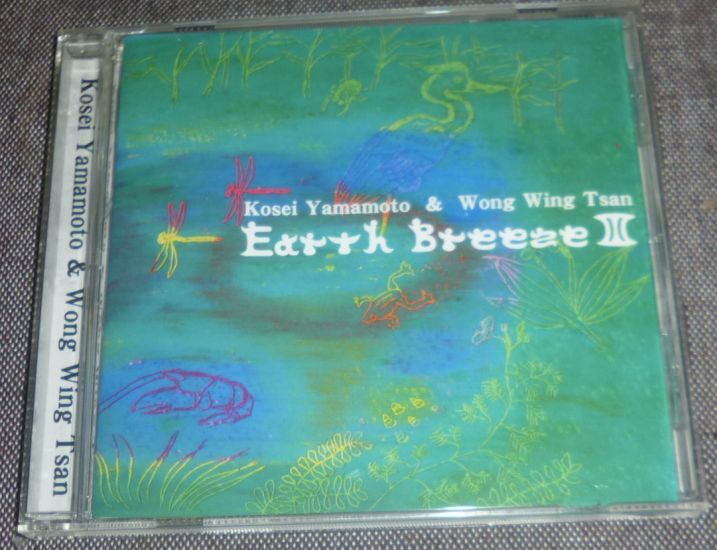 Kosei Yamamoto & Wong Wing Tsan
Kosei Yamamoto & Wong Wing Tsan
Earth Breeze II